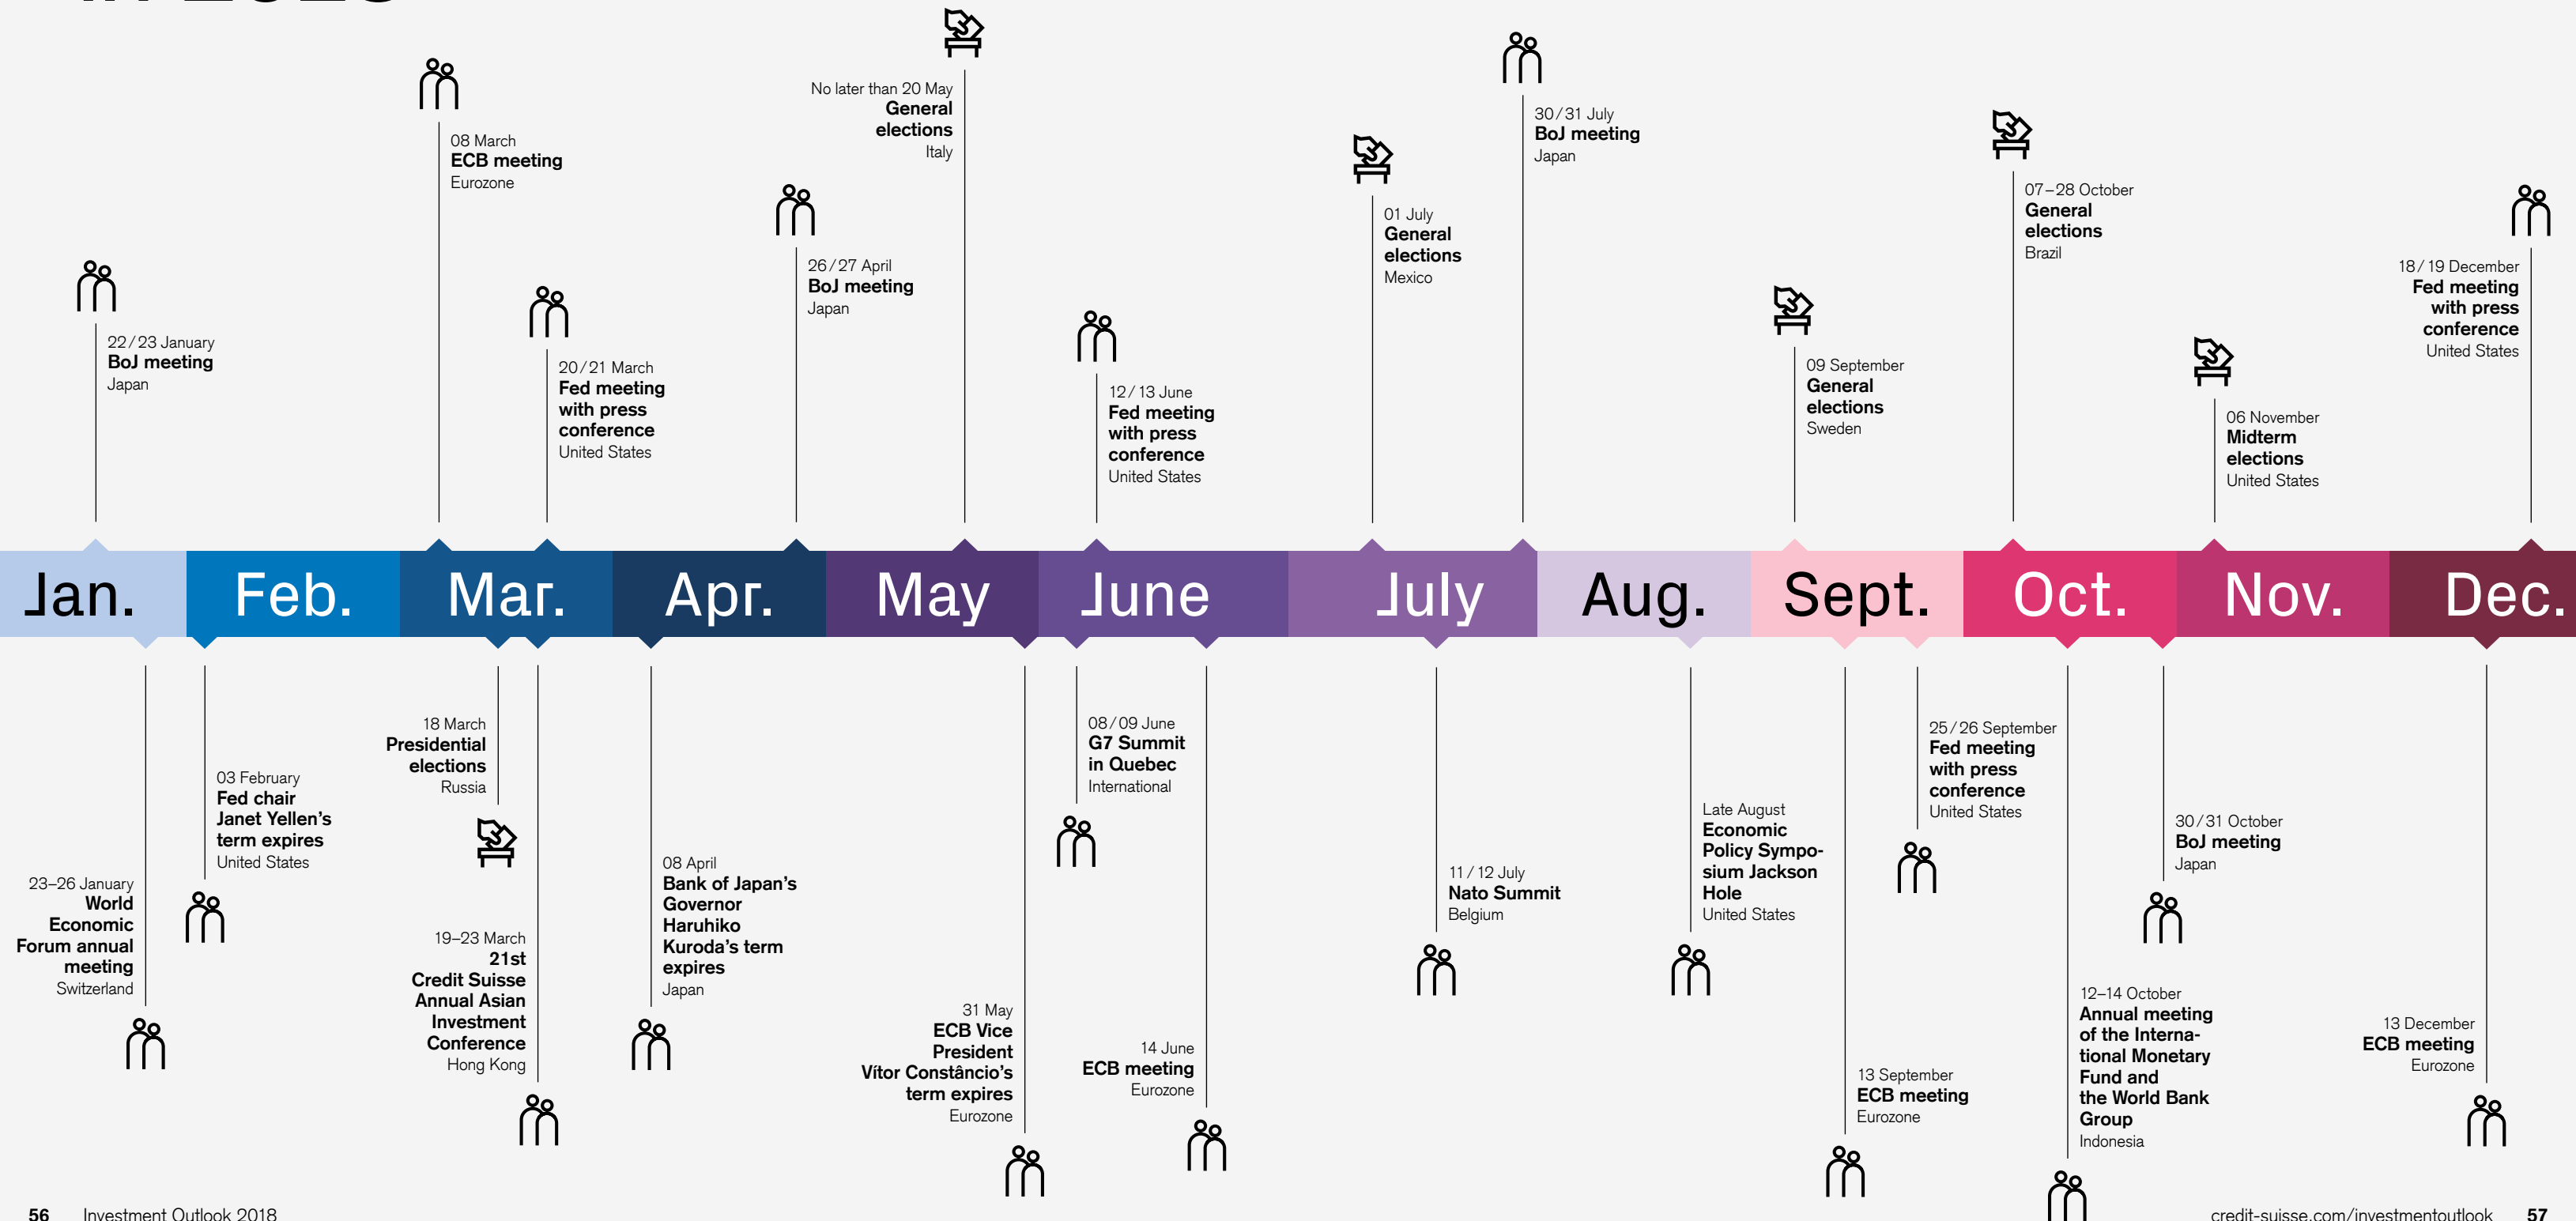 08 March
ECB meeting
Eurozone
No later than 20 May
General
elections
Italy
30/31 July
BoJ meeting
Japan
22/23 January
BoJ meeting
Japan
20/21 March
Fed meeting
with press
conference
United States
26/27 April
BoJ meeting
Japan
12/13 June
Fed meeting
with press
conference
United States
01 July
General
elections
Mexico
09 September
General
elections
Sweden
07–28 October
General
elections
Brazil
06 November
Midterm
elections
United States
18/19 December
Fed meeting
with press
conference
United States
Jan.
Feb.
Mar.
Apr.
May
June
July
Aug.
Sept.
Oct.
Nov.
Dec.
23–26 January
World
Economic
Forum annual
meeting
Switzerland
03 February
Fed chair
Janet Yellen’s
term expires
United States
18 March
Presidential
elections
Russia
19–23 March
21st
Credit Suisse
Annual Asian
Investment
Conference
Hong Kong
08 April
Bank of Japan’s
Governor
Haruhiko
Kuroda’s term
expires
Japan
31 May
ECB Vice
President
Vítor Constâncio’s
term expires
Eurozone
08/09 June
G7 Summit
in Quebec
International
14 June
ECB meeting
Eurozone
11/12 July
Nato Summit
Belgium
Late August
Economic
Policy Sympo-
sium Jackson
Hole
United States
13 September
ECB meeting
Eurozone
25/26 September
Fed meeting
with press
conference
United States
12–14 October
Annual meeting
of the Interna-
tional Monetary
Fund and
the World Bank
Group
Indonesia
30/31 October
BoJ meeting
Japan
13 December
ECB meeting
Eurozone
56 Investment Outlook 2018
credit-suisse.com/investmentoutlook 57